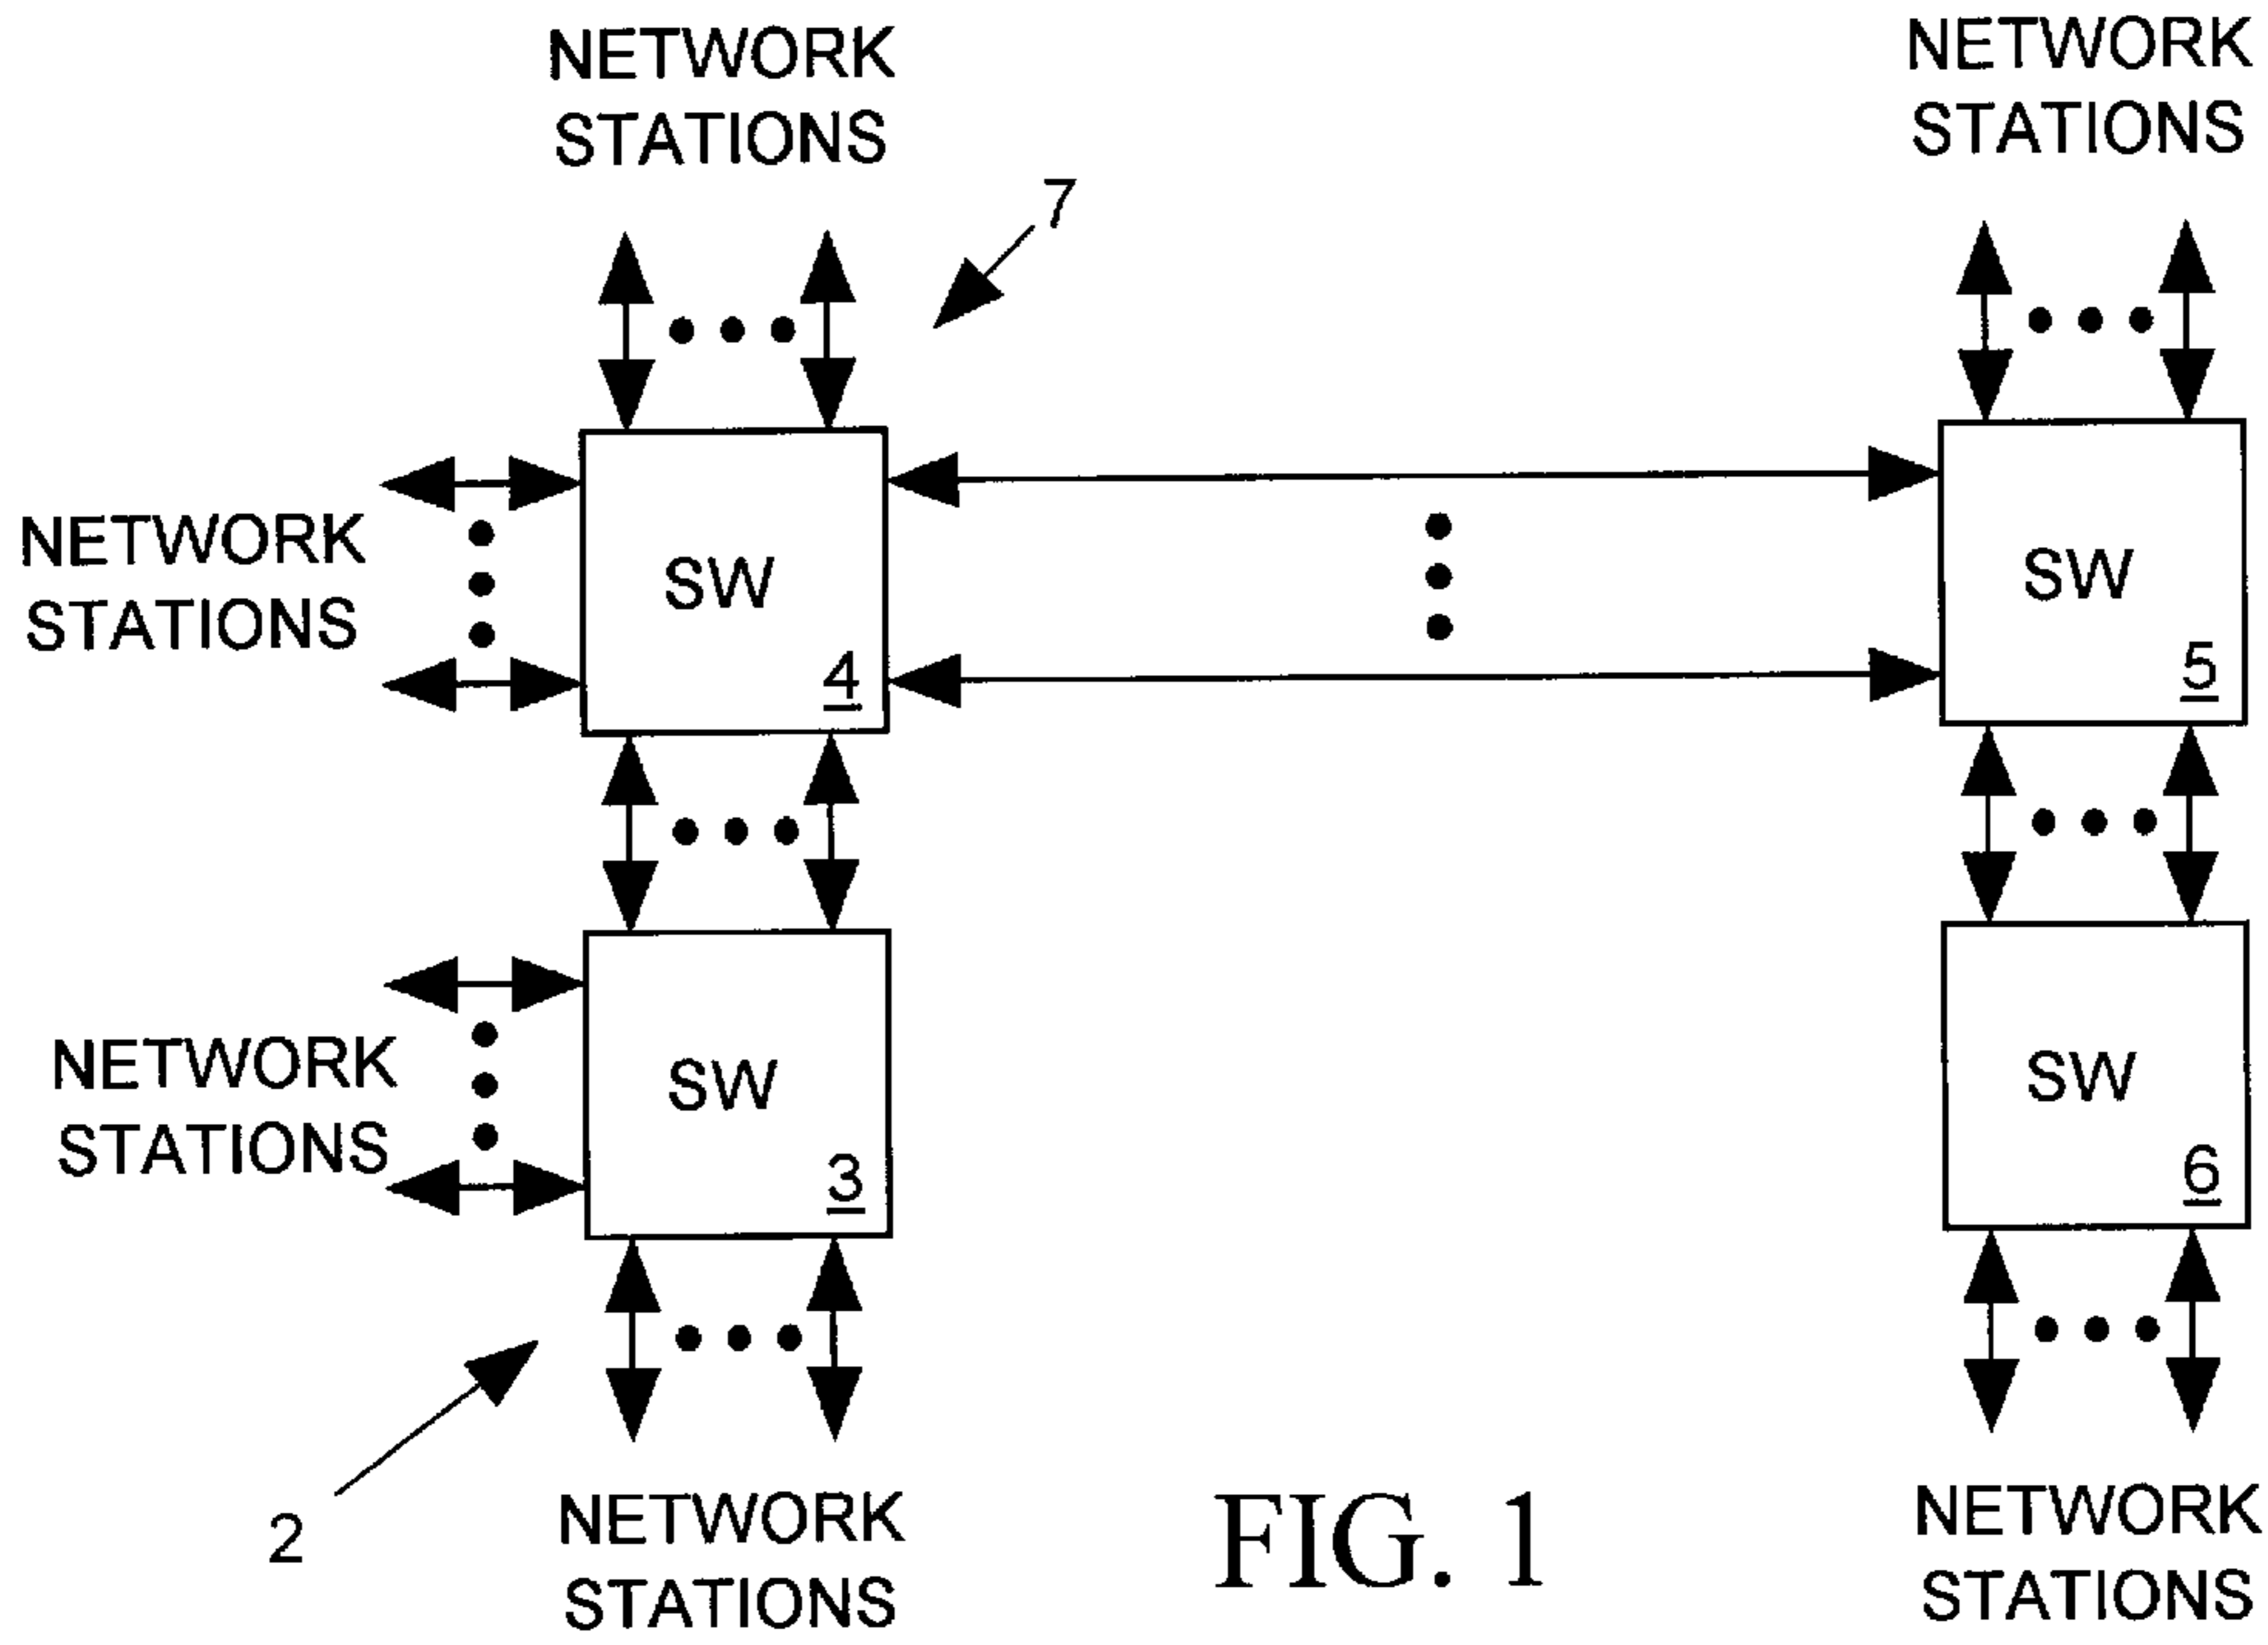 NETWORK
STATIONS
NETWORK
STATIONS
7
NETWORK
STATIONS
SW
4
SW
5
NETWORK
STATIONS
SW
3
SW
6
2
NETWORK
STATIONS
FIG. 1
NETWORK
STATIONS